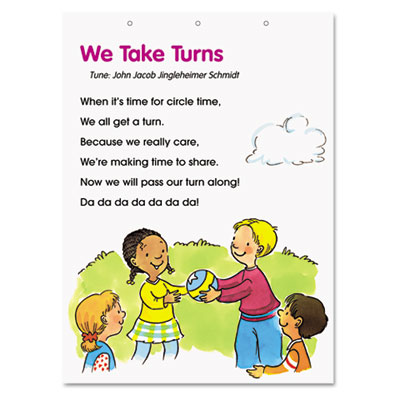 We Take Turns
Tune: John Jacob Jingleheimer Schmidt
When it's time for circle time,
We all get a turn.
Because we really care,
We're making time to share.
Now we will pass our turn along!
Da da da da da da da!